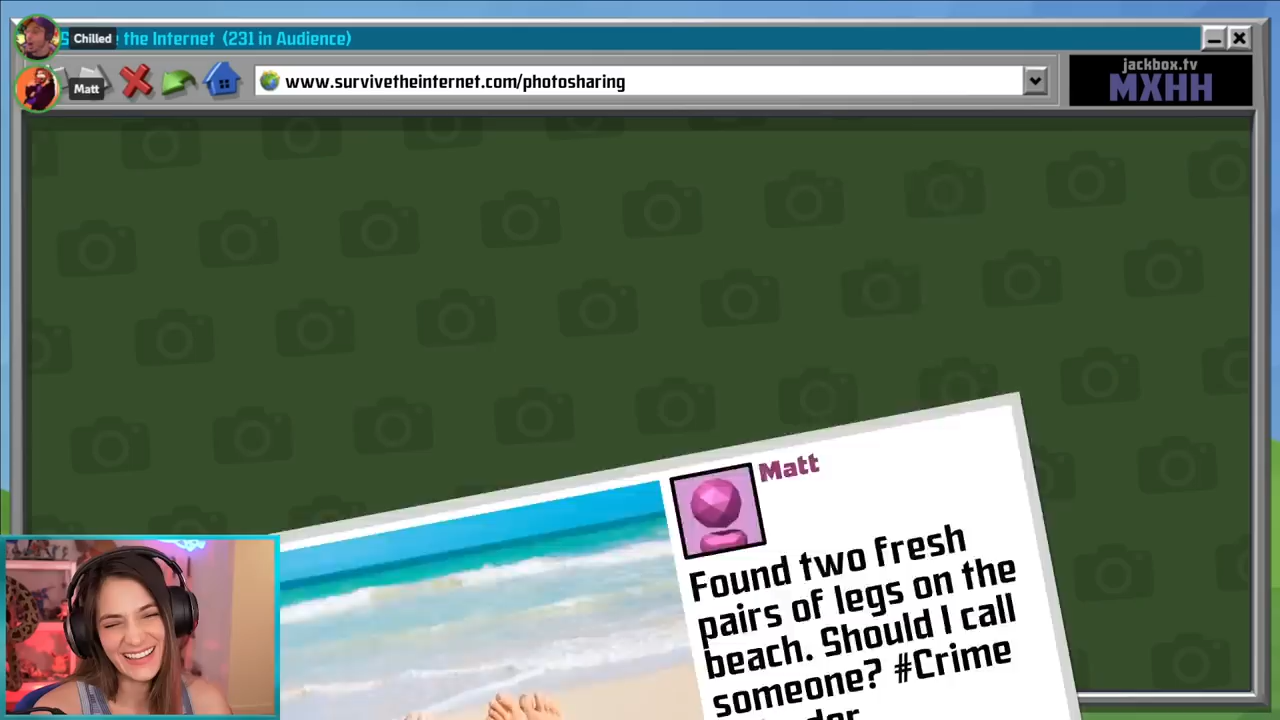 the Internet (231 in Audience)
Chilled
Matt
www.survivetheinternet.com/photosharing
jackbox.tv
MXHH
Matt
Found two fresh
pairs of legs on the
beach. Should I call
someone? #Crime